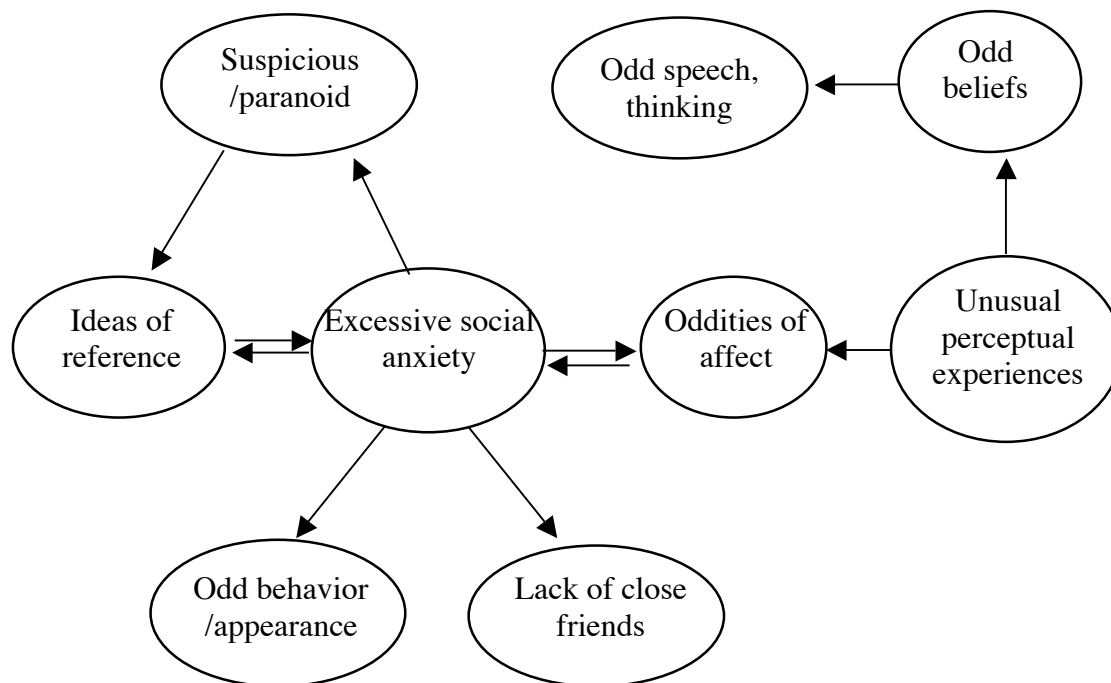 Suspicious
/paranoid
Odd speech,
thinking
Odd
beliefs
Ideas of
reference
Excessive social
anxiety
Oddities of
affect
Unusual
perceptual
experiences
Odd behavior
/appearance
Lack of close
friends